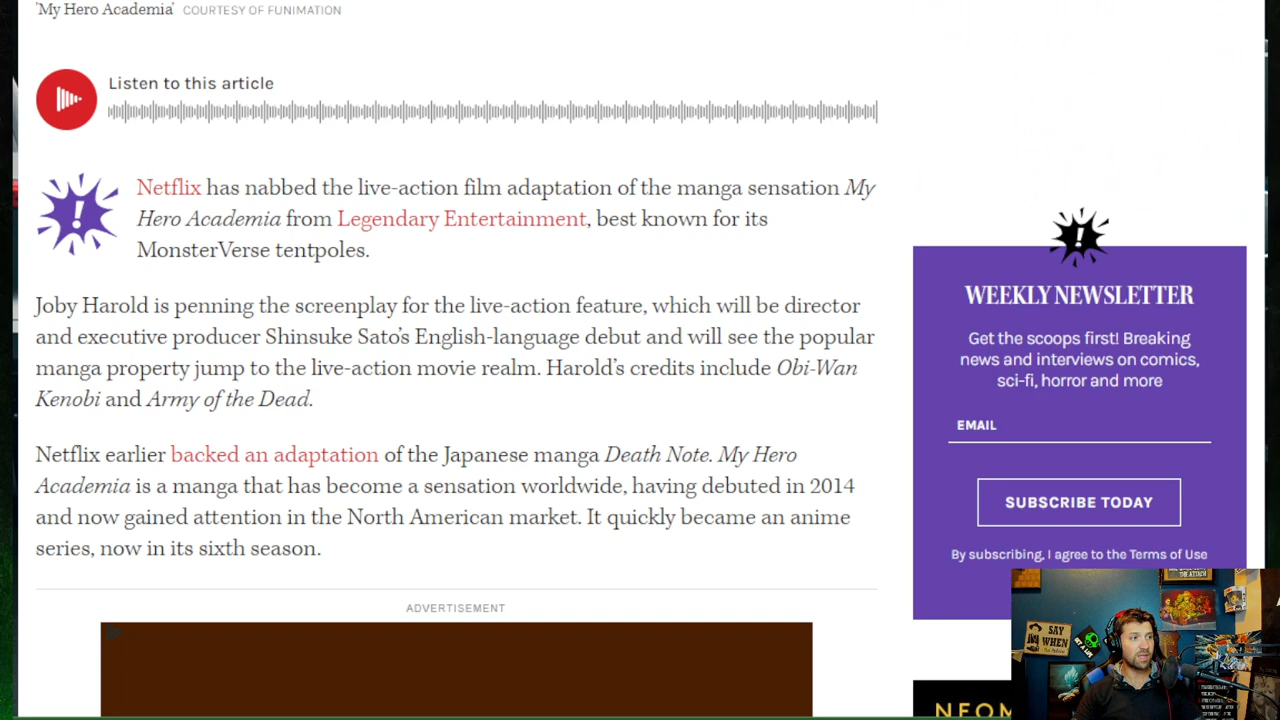 'My Hero Academia' COURTESY OF FUNIMATION
Listen to this article
Netflix has nabbed the live-action film adaptation of the manga sensation My
Hero Academia from Legendary Entertainment, best known for its
MonsterVerse tentpoles.
Joby Harold is penning the screenplay for the live-action feature, which will be director
and executive producer Shinsuke Sato's English-language debut and will see the popular
manga property jump to the live-action movie realm. Harold's credits include Obi-Wan
Kenobi and Army of the Dead.
Netflix earlier backed an adaptation of the Japanese manga Death Note. My Hero
Academia is a manga that has become a sensation worldwide, having debuted in 2014
and now gained attention in the North American market. It quickly became an anime
series, now in its sixth season.
ADVERTISEMENT
!
!
WEEKLY NEWSLETTER
Get the scoops first! Breaking
news and interviews on comics,
sci-fi, horror and more
EMAIL
SUBSCRIBE TODAY
By subscribing, I agree to the Terms of Use
SAY
WHEN